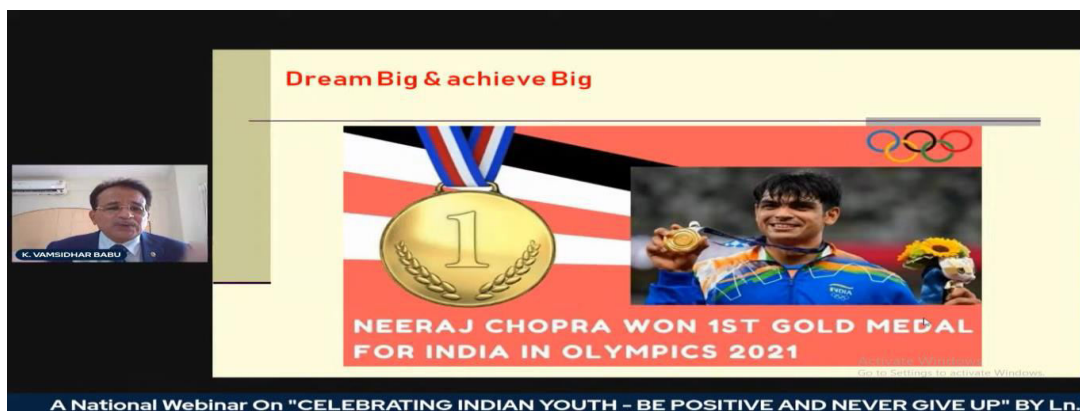 Dream Big & achieve Big
1
INDIA
K. VAMSIDHAR BABU
NEERAJ CHOPRA WON 1ST GOLD MEDAL
FOR INDIA IN OLYMPICS 2021
Activate Windows
Go to Settings to activate Windows.
A National Webinar On "CELEBRATING INDIAN YOUTH - BE POSITIVE AND NEVER GIVE UP" BY Ln.